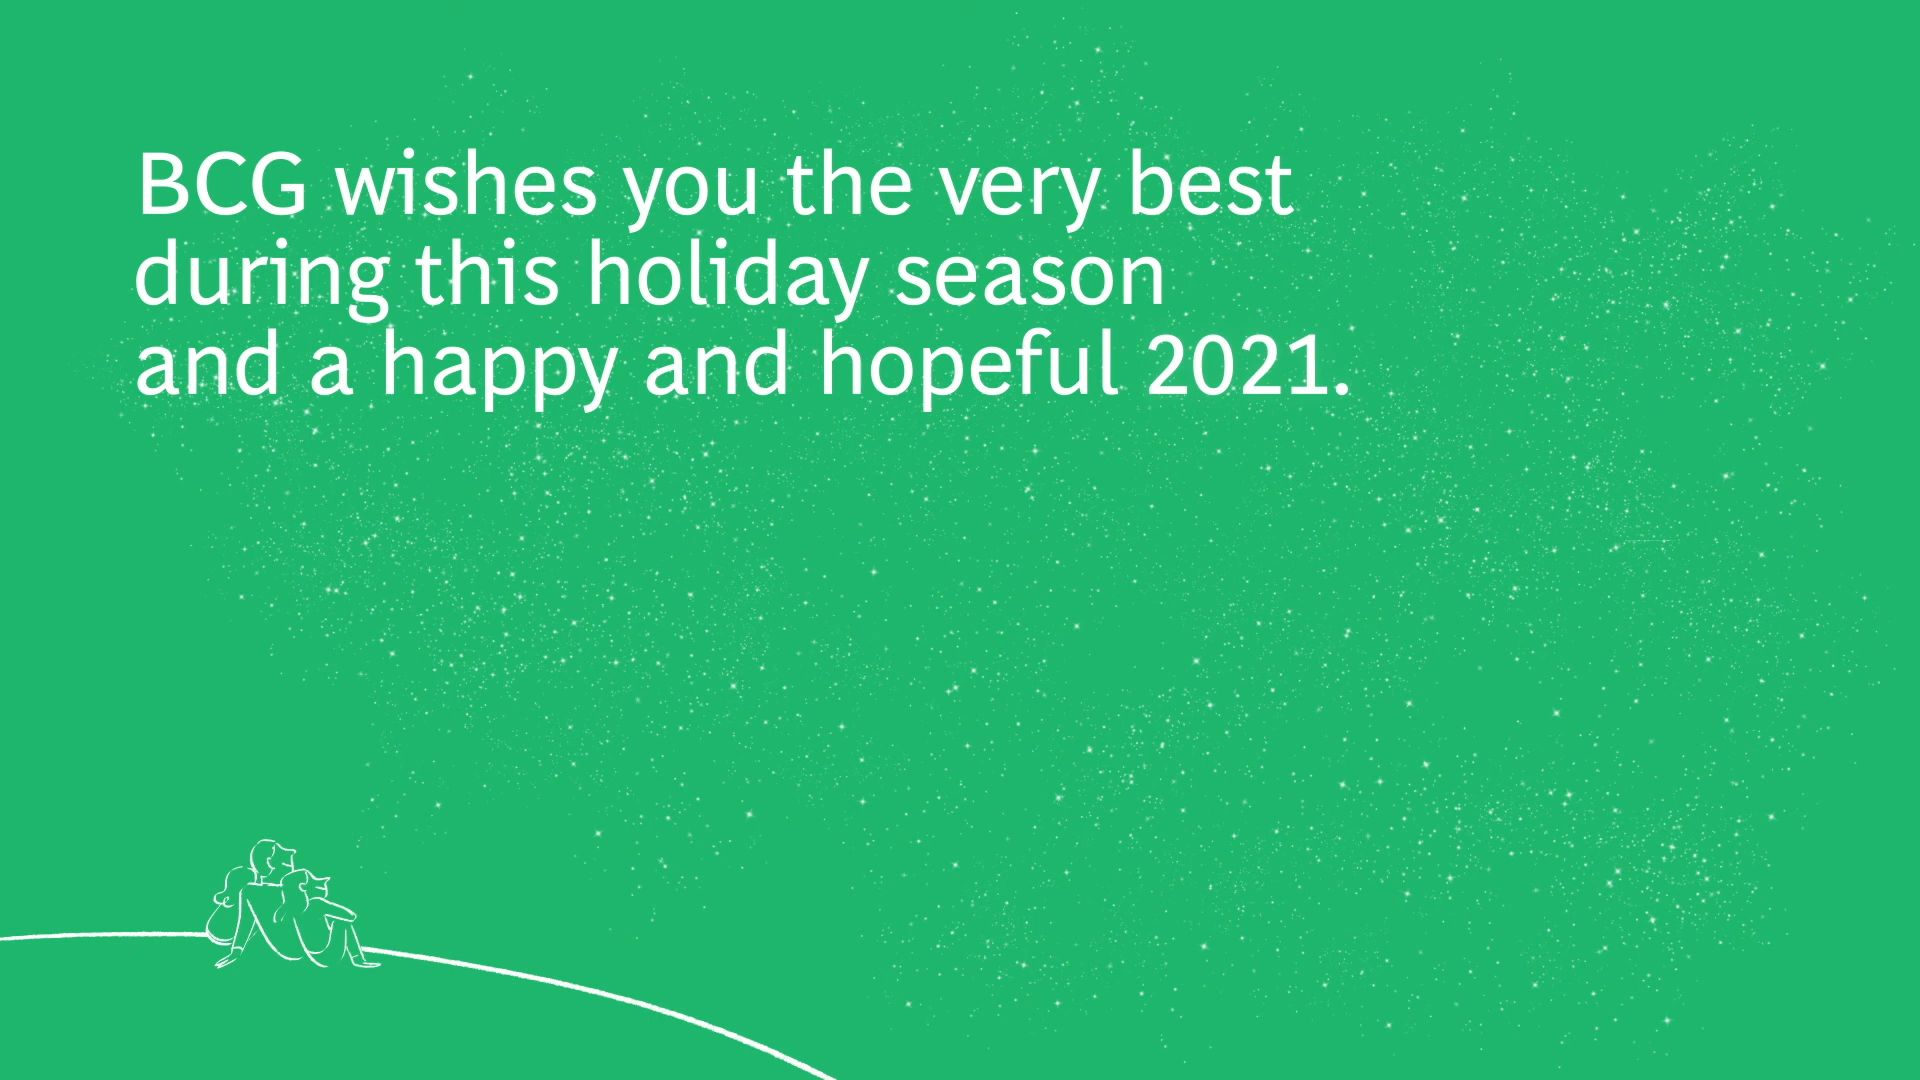 BCG wishes you the very best
during this holiday season
and a happy and hopeful 2021.